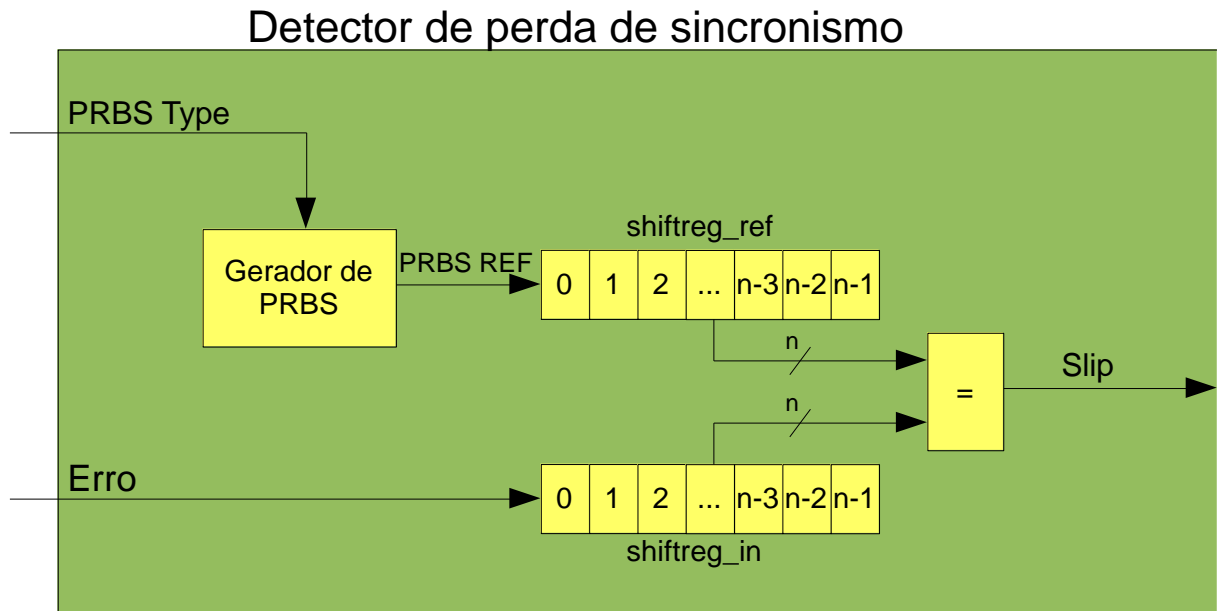 Detector de perda de sincronismo
PRBS Type
Gerador de
PRBS
PRBS REF
shiftreg_ref
0 1 2 ... n-3 n-2 n-1
n
n
=
Slip
Erro
0 1 2 ... n-3 n-2 n-1
shiftreg_in